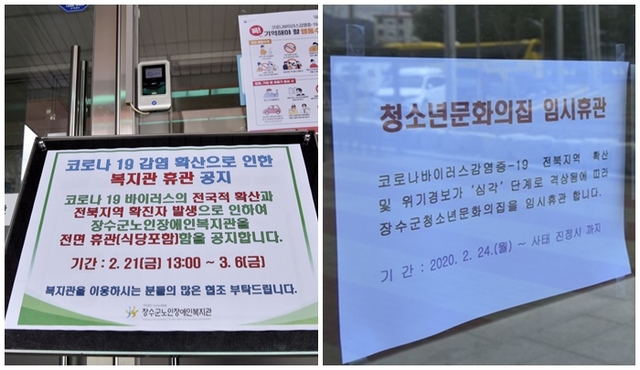 꼭! 기억해야 할 행동수
코로나 19 감염 확산으로 인한
복지관 휴관 공지
코로나 19 바이러스의 전국적 확산과
전북지역 확진자 발생으로 인하여
장수군노인장애인복지관을
전면 휴관(식당포함)함을 공지합니다.
기간 : 2. 21(금) 13:00 ~ 3. 6(금)
복지관을 이용하시는 분들의 많은 협조 부탁드립니다.
장수군노인장애인복지관
청소년문화의집 임시휴관
코로나바이러스감염증-19 전북지역 확산
및 위기경보가 '심각' 단계로 격상됨에 따라
장수군청소년문화의집을 임시휴관 합니다.
기 간 : 2020. 2. 24.(월) ~ 사태 진정시 까지